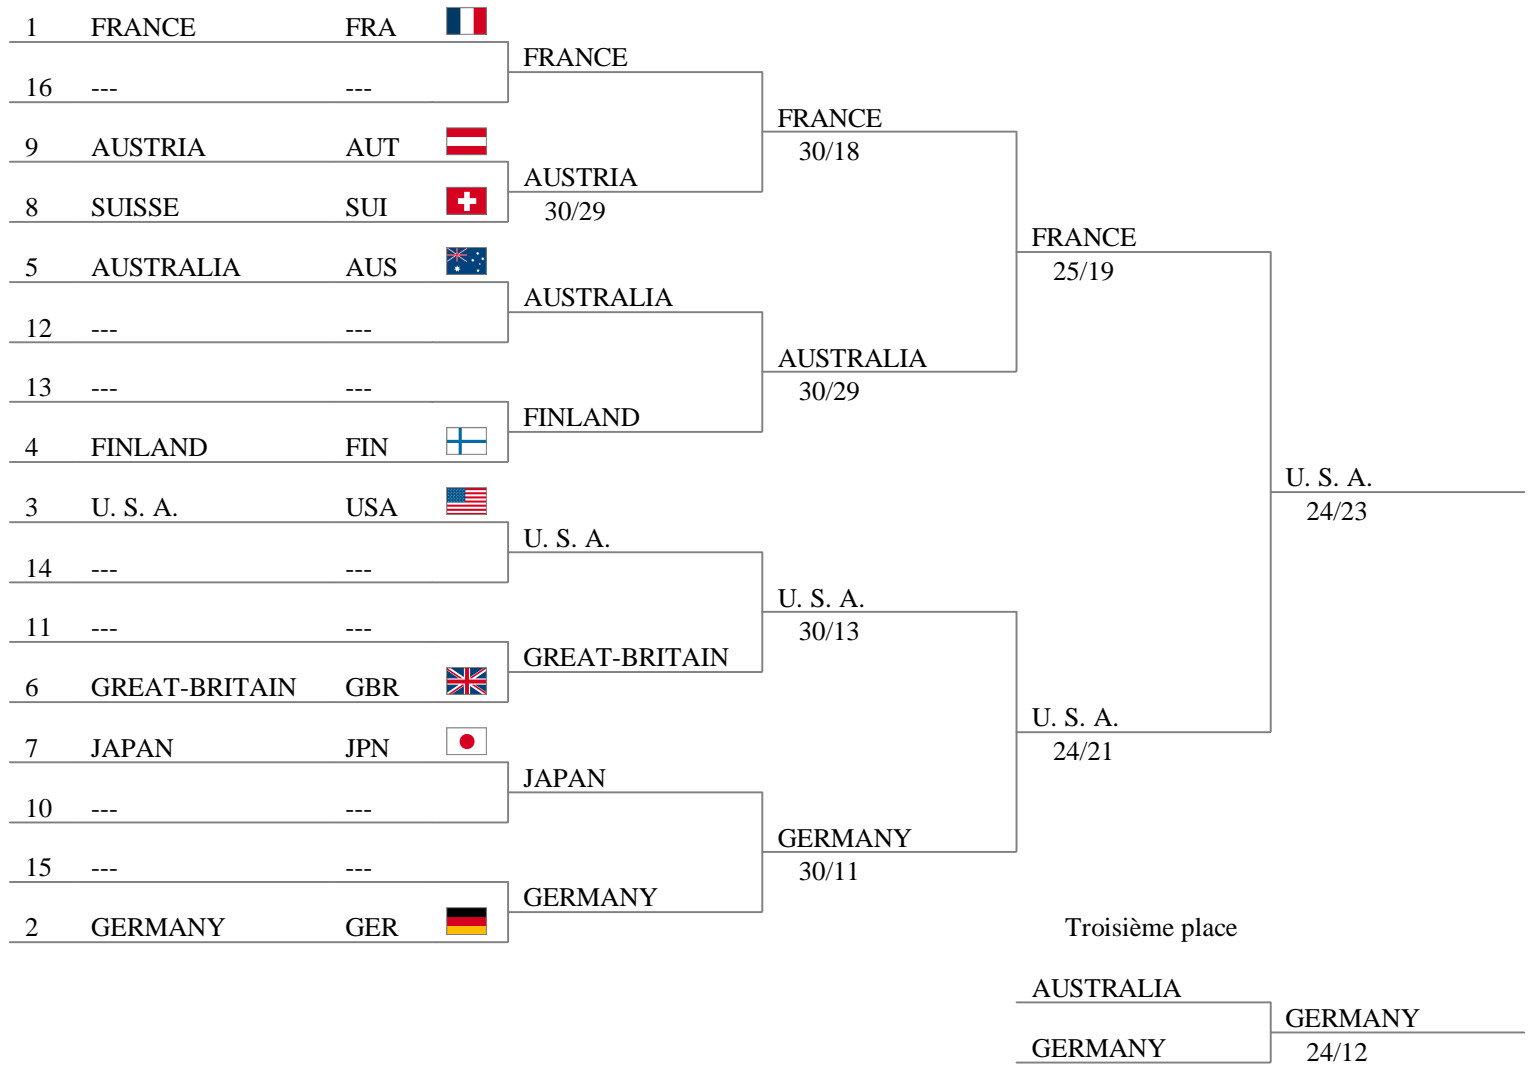 1 FRANCE FRA
16 --- ---
9 AUSTRIA AUT
8 SUISSE SUI
5 AUSTRALIA AUS
12 --- ---
13 --- ---
4 FINLAND FIN
3 U. S. A. USA
14 --- ---
11 --- ---
6 GREAT-BRITAIN GBR
7 JAPAN JPN
10 --- ---
15 --- ---
2 GERMANY GER
FRANCE
AUSTRIA
30/29
AUSTRALIA
FINLAND
U. S. A.
GREAT-BRITAIN
JAPAN
GERMANY
FRANCE
30/18
AUSTRALIA
30/29
U. S. A.
30/13
GERMANY
30/11
FRANCE
25/19
U. S. A.
24/21
U. S. A.
24/23
Troisième place
AUSTRALIA
GERMANY
GERMANY
24/12